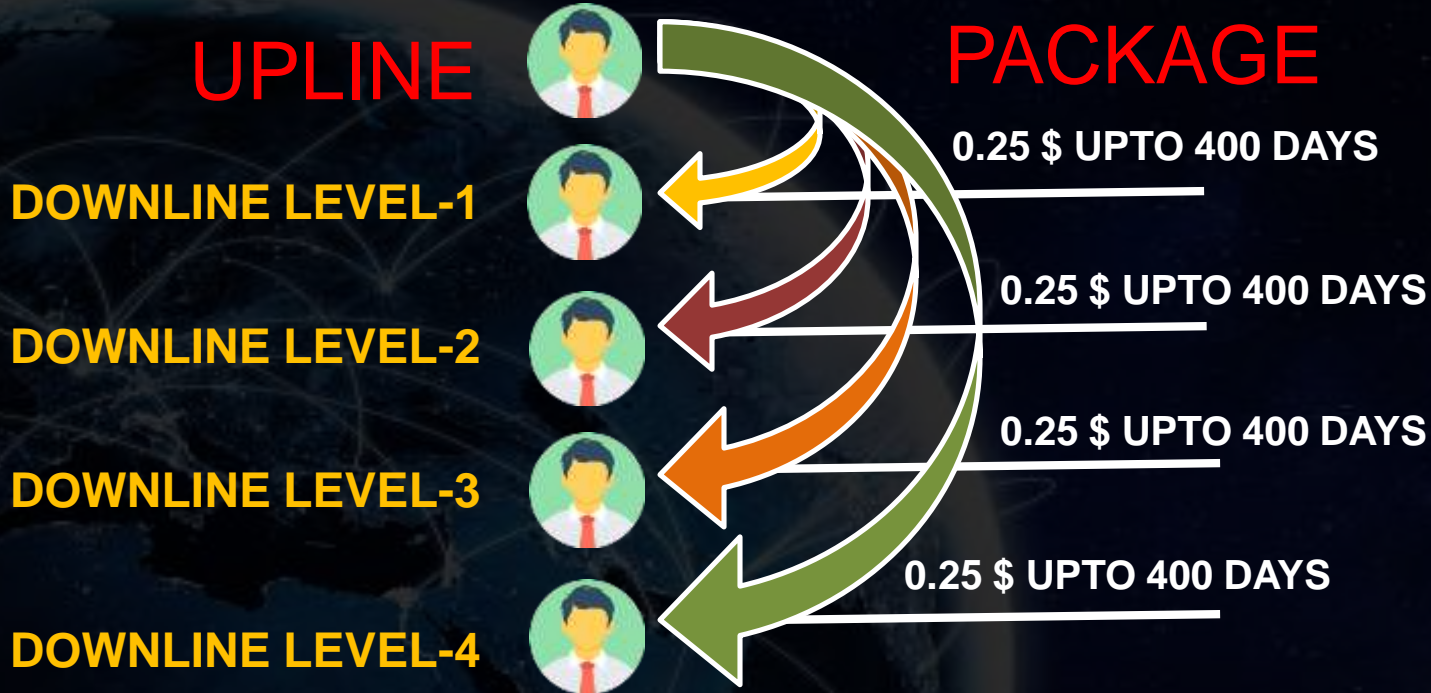 UPLINE
PACKAGE
0.25 $ UPTO 400 DAYS
DOWNLINE LEVEL-1
0.25 $ UPTO 400 DAYS
DOWNLINE LEVEL-2
0.25 $ UPTO 400 DAYS
DOWNLINE LEVEL-3
0.25 $ UPTO 400 DAYS
DOWNLINE LEVEL-4